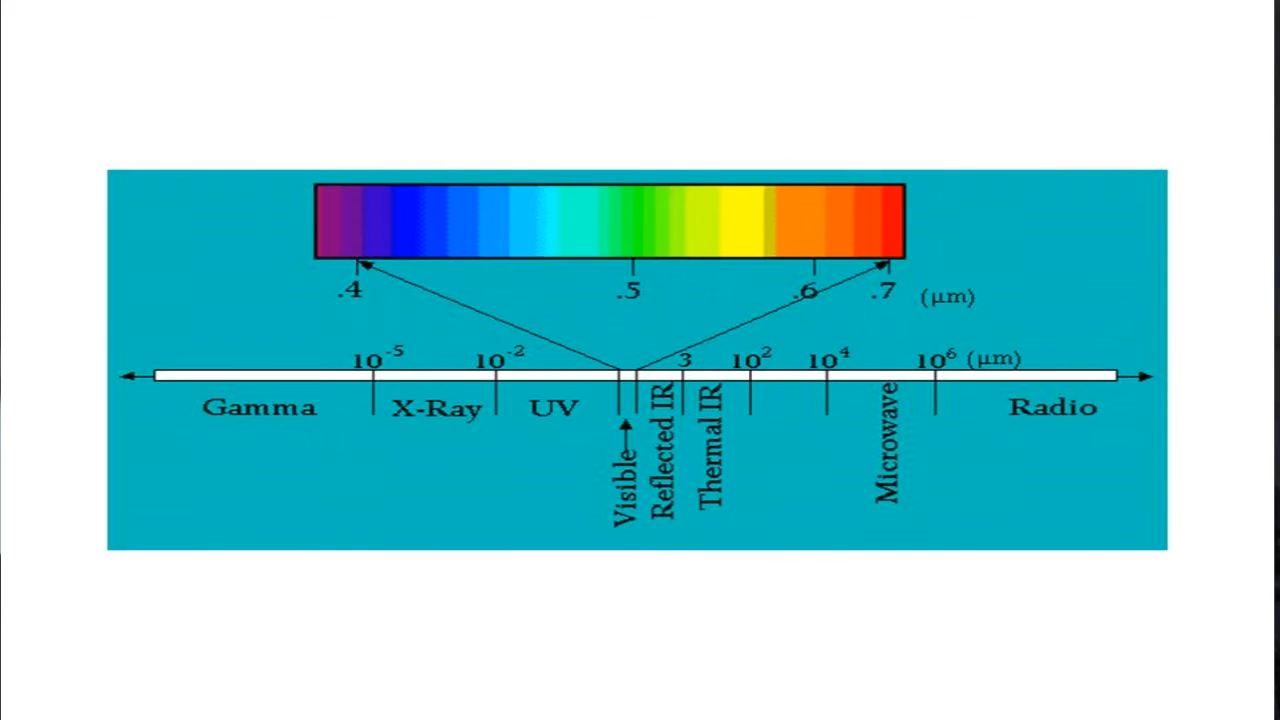 .4 .5 .6 .7 (μm)
10⁻⁵ 10⁻² 3 10² 10⁴ 10⁶ (μm)
Gamma X-Ray UV Visible Reflected IR Thermal IR Microwave Radio